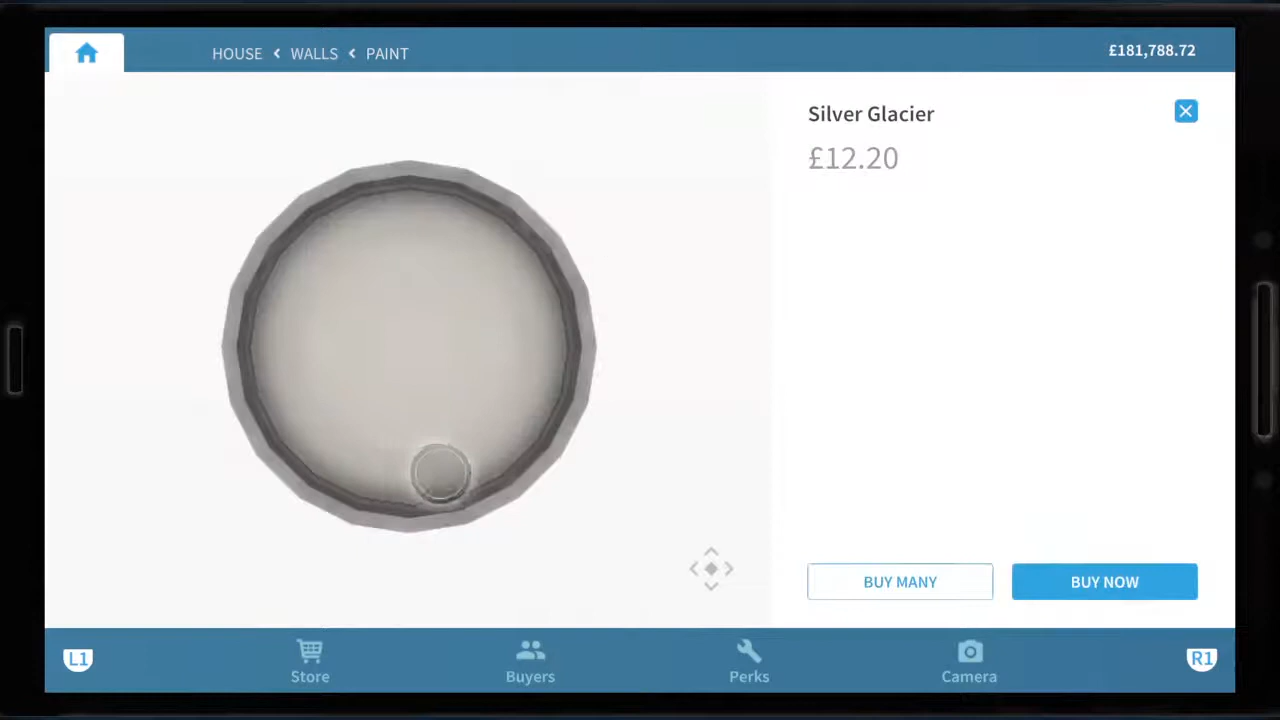 HOUSE < WALLS < PAINT
£181,788.72
Silver Glacier
£12.20
BUY MANY
BUY NOW
L1
Store
Buyers
Perks
Camera
R1